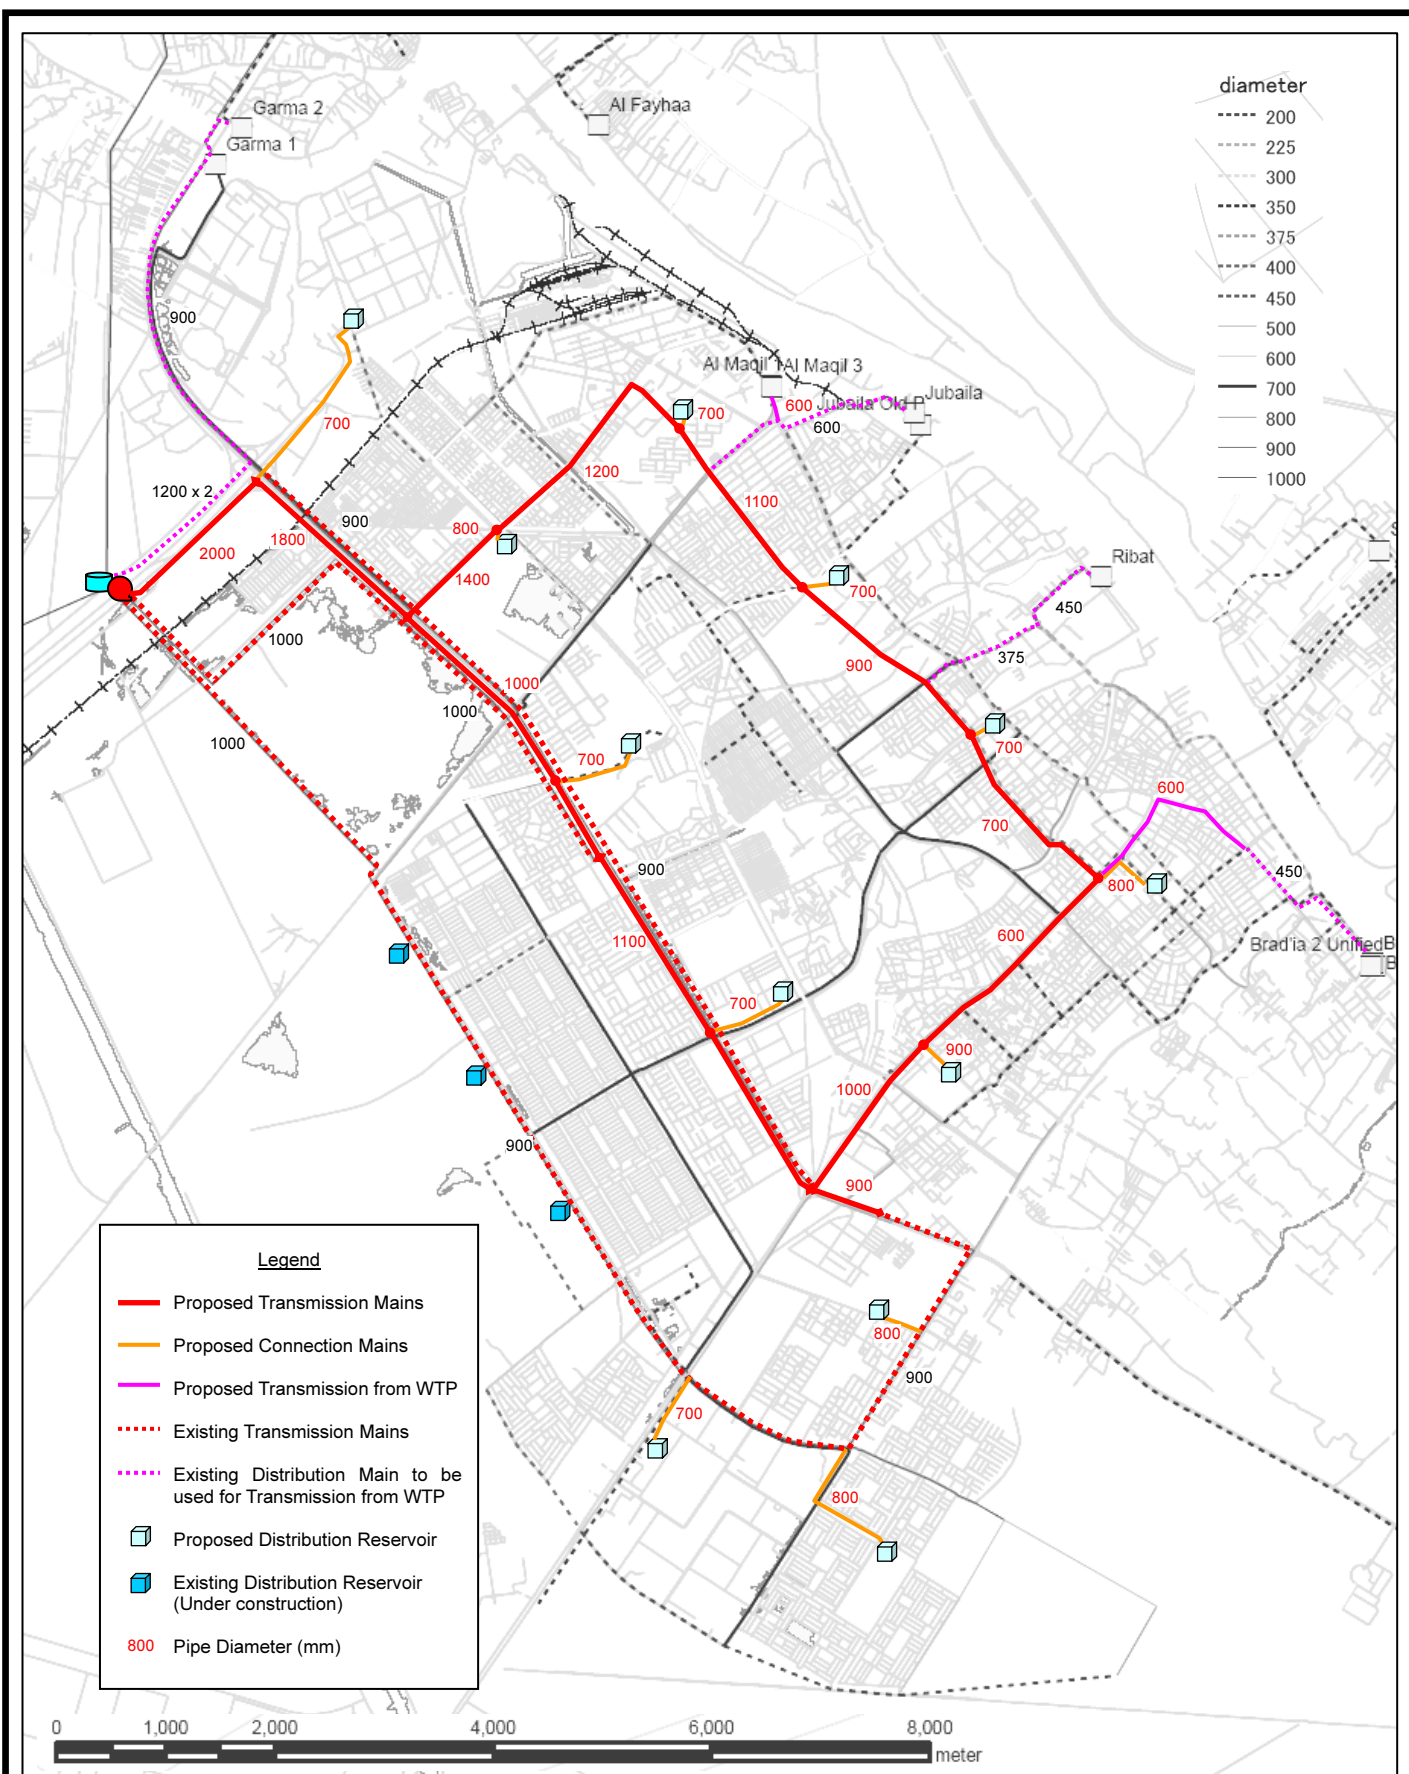 diameter
200
225
300
350
375
400
450
500
600
700
800
900
1000
Garma 2
Garma 1
Al Fayhaa
900
700
Al Maqil 1
Al Maqil 3
Jubaila Old P
Jubaila
600
600
700
1200
1200 x 2
900
1800
2000
800
1400
1100
1000
700
Ribat
450
375
900
1000
1000
1000
700
700
700
600
900
800
450
1100
600
Brad'ia 2 Unified
700
900
1000
900
900
800
900
700
800
Legend
Proposed Transmission Mains
Proposed Connection Mains
Proposed Transmission from WTP
Existing Transmission Mains
Existing Distribution Main to be
used for Transmission from WTP
Proposed Distribution Reservoir
Existing Distribution Reservoir
(Under construction)
800 Pipe Diameter (mm)
0 1,000 2,000 4,000 6,000 8,000
meter